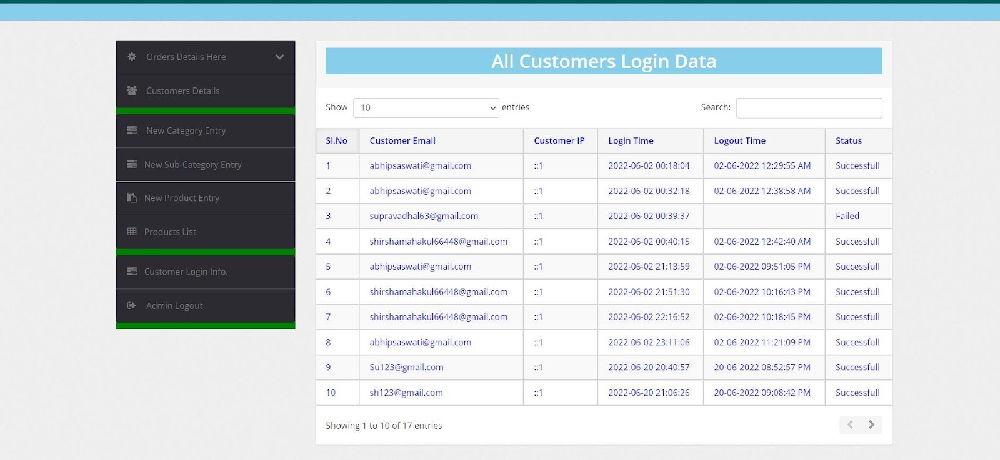 Orders Details Here
Customers Details
New Category Entry
New Sub-Category Entry
New Product Entry
Products List
Customer Login Info.
Admin Logout
All Customers Login Data
Show 10 entries Search:
Sl.No Customer Email Customer IP Login Time Logout Time Status
1 abhipsaswati@gmail.com ::1 2022-06-02 00:18:04 02-06-2022 12:29:55 AM Successfull
2 abhipsaswati@gmail.com ::1 2022-06-02 00:32:18 02-06-2022 12:38:58 AM Successfull
3 supravadhal63@gmail.com ::1 2022-06-02 00:39:37 Failed
4 shirshamahakul66448@gmail.com ::1 2022-06-02 00:40:15 02-06-2022 12:42:40 AM Successfull
5 abhipsaswati@gmail.com ::1 2022-06-02 21:13:59 02-06-2022 09:51:05 PM Successfull
6 shirshamahakul66448@gmail.com ::1 2022-06-02 21:51:30 02-06-2022 10:16:43 PM Successfull
7 shirshamahakul66448@gmail.com ::1 2022-06-02 22:16:52 02-06-2022 10:18:45 PM Successfull
8 abhipsaswati@gmail.com ::1 2022-06-02 23:11:06 02-06-2022 11:21:09 PM Successfull
9 Su123@gmail.com ::1 2022-06-20 20:40:57 20-06-2022 08:52:57 PM Successfull
10 sh123@gmail.com ::1 2022-06-20 21:06:26 20-06-2022 09:08:42 PM Successfull
Showing 1 to 10 of 17 entries